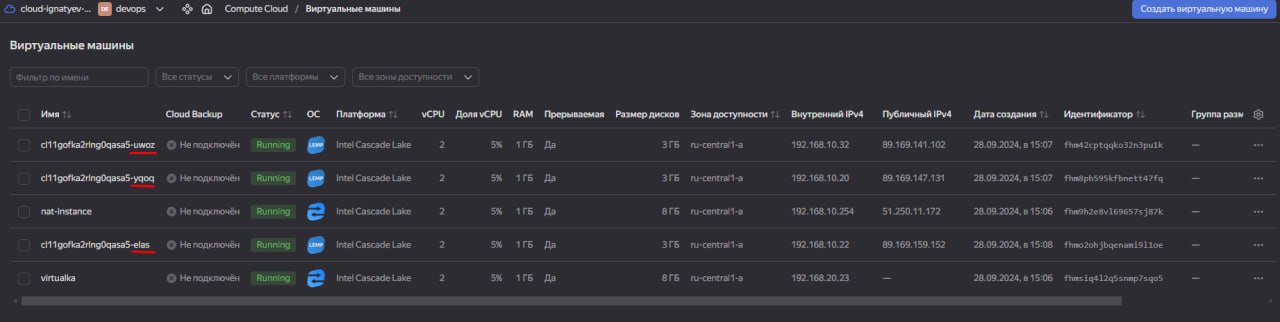 cloud-ignatyev-... DE devops Compute Cloud / Виртуальные машины Создать виртуальную машину
Виртуальные машины
Фильтр по имени Все статусы Все платформы Все зоны доступности
Имя Cloud Backup Статус ОС Платформа vCPU Доля vCPU RAM Прерываемая Размер дисков Зона доступности Внутренний IPv4 Публичный IPv4 Дата создания Идентификатор Группа разм
cl11gofka2rlng0qasa5-uwoz Не подключён Running LEMP Intel Cascade Lake 2 5% 1 ГБ Да 3 ГБ ru-central1-a 192.168.10.32 89.169.141.102 28.09.2024, в 15:07 fhm42cptqqko32n3pu1k — ...
cl11gofka2rlng0qasa5-yqoq Не подключён Running LEMP Intel Cascade Lake 2 5% 1 ГБ Да 3 ГБ ru-central1-a 192.168.10.20 89.169.147.131 28.09.2024, в 15:07 fhm8ph595kfbnett47fq — ...
nat-instance Не подключён Running Intel Cascade Lake 2 5% 1 ГБ Да 8 ГБ ru-central1-a 192.168.10.254 51.250.11.172 28.09.2024, в 15:06 fhm9h2e8vl69657sj87k — ...
cl11gofka2rlng0qasa5-elas Не подключён Running LEMP Intel Cascade Lake 2 5% 1 ГБ Да 3 ГБ ru-central1-a 192.168.10.22 89.169.159.152 28.09.2024, в 15:08 fhmo2ohjbqenami9l1oe — ...
virtualka Не подключён Running Intel Cascade Lake 2 5% 1 ГБ Да 8 ГБ ru-central1-a 192.168.20.23 — 28.09.2024, в 15:06 fhmsiq4l2q5snmp7sqo5 — ...